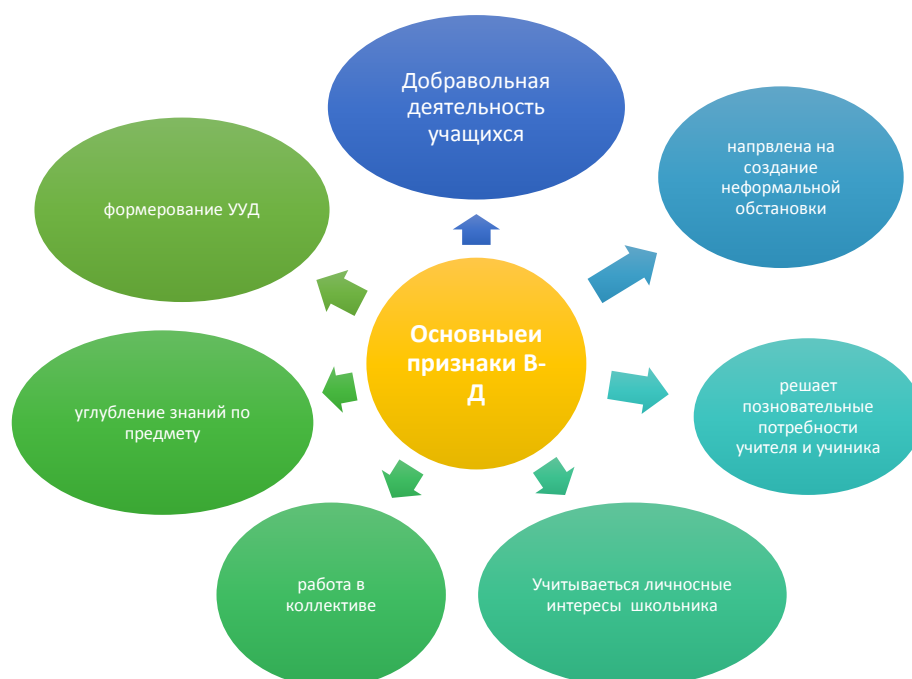 Добравольная
деятельность
учащихся
напрвлена на
создание
неформальной
обстановки
решает
позновательные
потребности
учителя и учиника
Учитываеться личносные
интересы школьника
работа в
коллективе
углубление знаний по
предмету
формерование УУД
Основныеи
признаки В-
Д